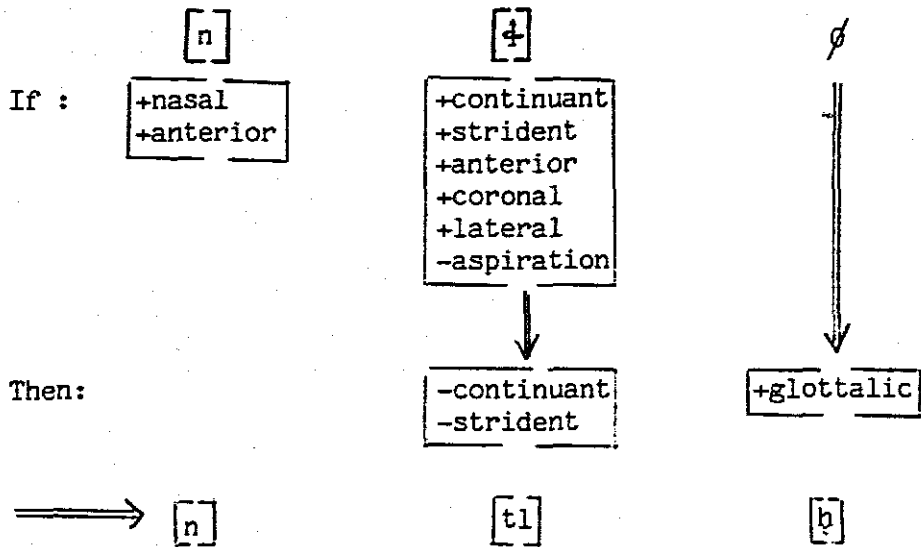 [n] [ɬ] ∅
If : +nasal +continuant
+anterior +strident
+anterior
+coronal
+lateral
-aspiration
Then: -continuant +glottalic
-strident
[n] [tl] [ḥ]